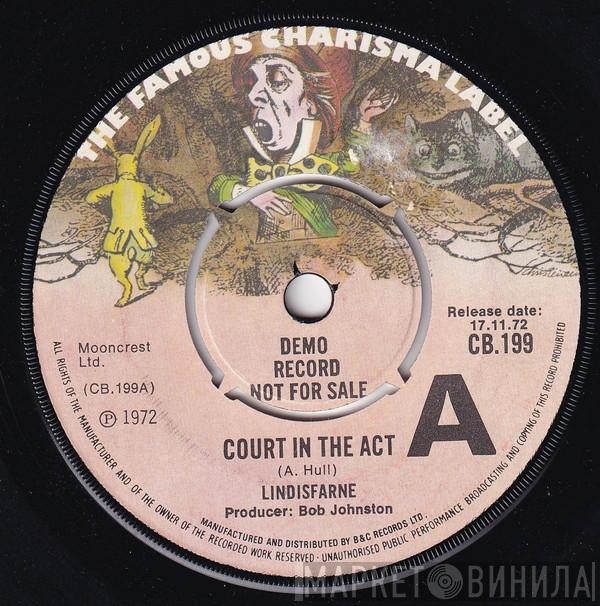 THE FAMOUS CHARISMA LABEL
Release date:
17.11.72
CB.199
Mooncrest
Ltd.
(CB.199A)
℗ 1972
DEMO
RECORD
NOT FOR SALE
A
COURT IN THE ACT
(A. Hull)
LINDISFARNE
Producer: Bob Johnston
MANUFACTURED AND DISTRIBUTED BY B&C RECORDS LTD.
ALL RIGHTS OF THE MANUFACTURER AND OF THE OWNER OF THE RECORDED WORK RESERVED · UNAUTHORISED PUBLIC PERFORMANCE BROADCASTING AND COPYING OF THIS RECORD PROHIBITED
МАРКЕТ ВИНИЛА